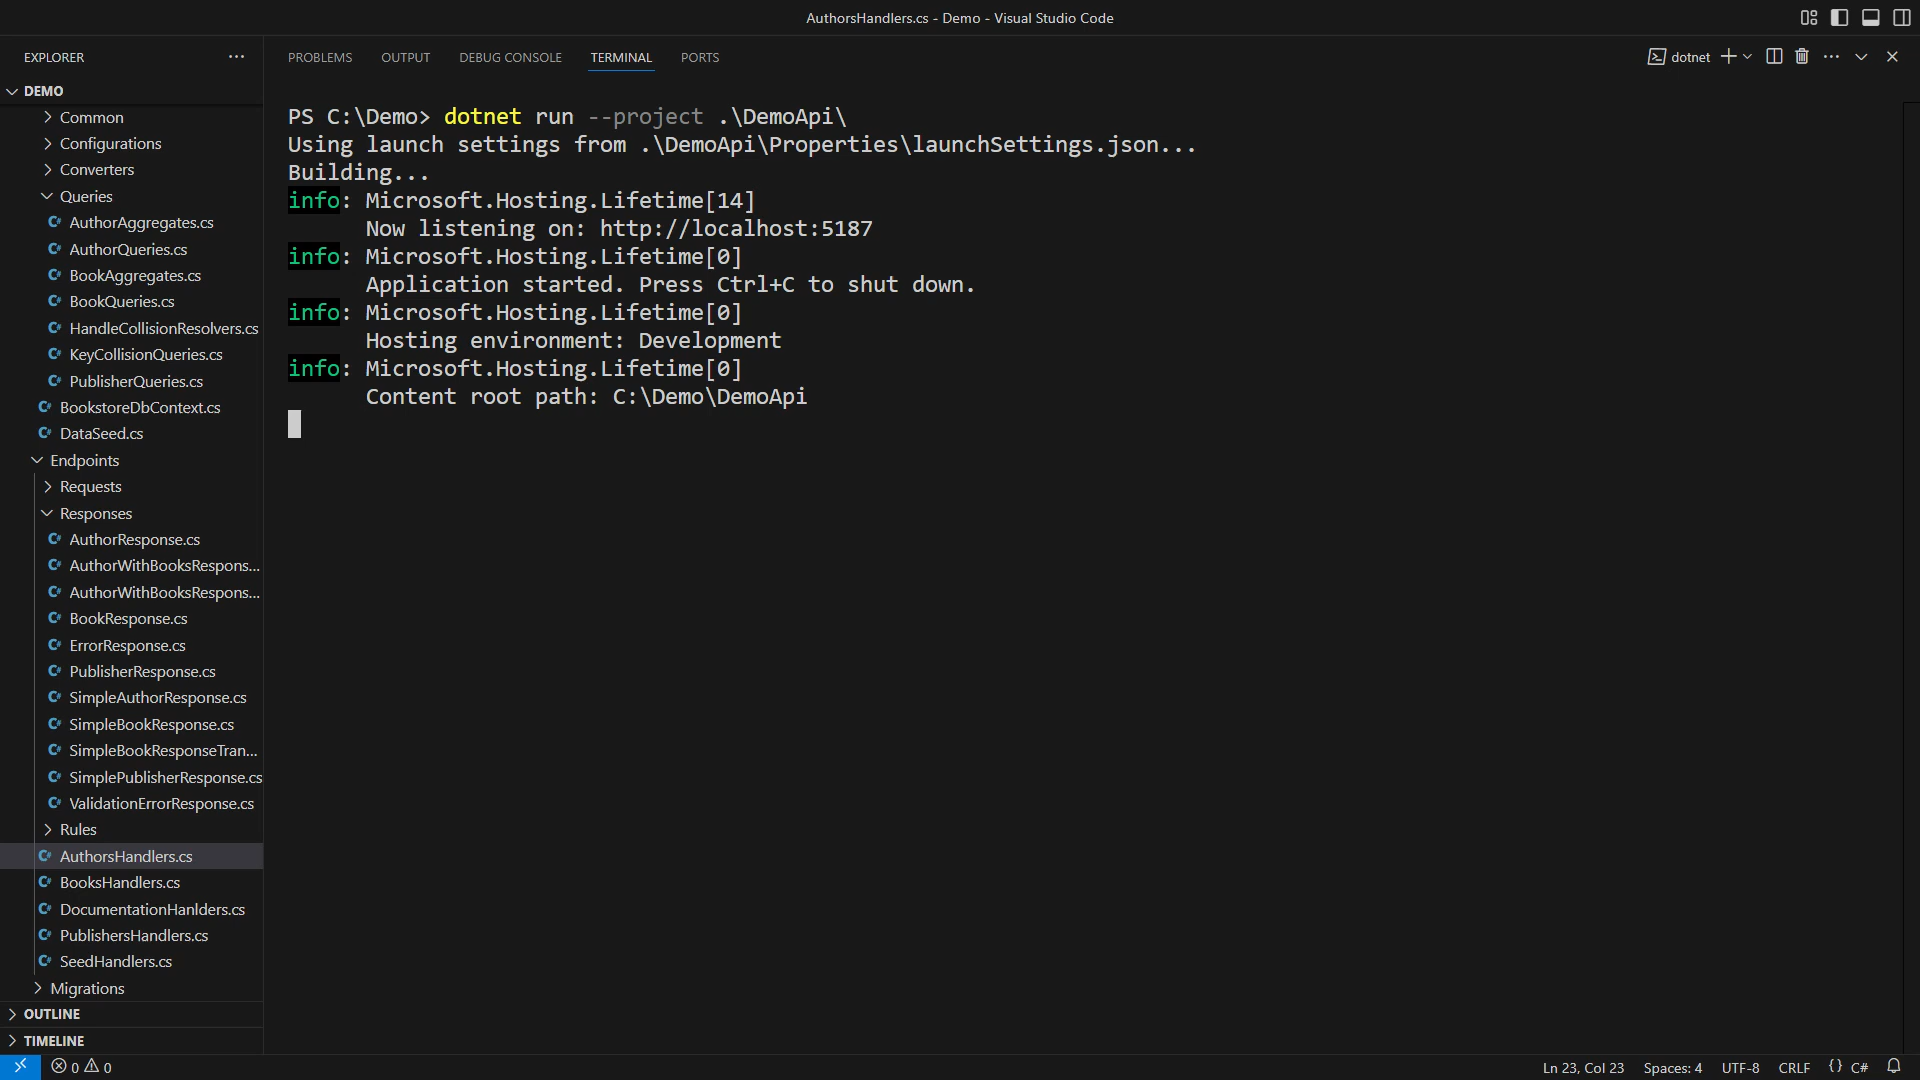 AuthorsHandlers.cs - Demo - Visual Studio Code
EXPLORER
DEMO
Common
Configurations
Converters
Queries
AuthorAggregates.cs
AuthorQueries.cs
BookAggregates.cs
BookQueries.cs
HandleCollisionResolvers.cs
KeyCollisionQueries.cs
PublisherQueries.cs
BookstoreDbContext.cs
DataSeed.cs
Endpoints
Requests
Responses
AuthorResponse.cs
AuthorWithBooksRespons...
AuthorWithBooksRespons...
BookResponse.cs
ErrorResponse.cs
PublisherResponse.cs
SimpleAuthorResponse.cs
SimpleBookResponse.cs
SimpleBookResponseTran...
SimplePublisherResponse.cs
ValidationErrorResponse.cs
Rules
AuthorsHandlers.cs
BooksHandlers.cs
DocumentationHanlders.cs
PublishersHandlers.cs
SeedHandlers.cs
Migrations
OUTLINE
TIMELINE
PROBLEMS OUTPUT DEBUG CONSOLE TERMINAL PORTS
dotnet
PS C:\Demo> dotnet run --project .\DemoApi\
Using launch settings from .\DemoApi\Properties\launchSettings.json...
Building...
info: Microsoft.Hosting.Lifetime[14]
Now listening on: http://localhost:5187
info: Microsoft.Hosting.Lifetime[0]
Application started. Press Ctrl+C to shut down.
info: Microsoft.Hosting.Lifetime[0]
Hosting environment: Development
info: Microsoft.Hosting.Lifetime[0]
Content root path: C:\Demo\DemoApi
0 0
Ln 23, Col 23 Spaces: 4 UTF-8 CRLF {} C#